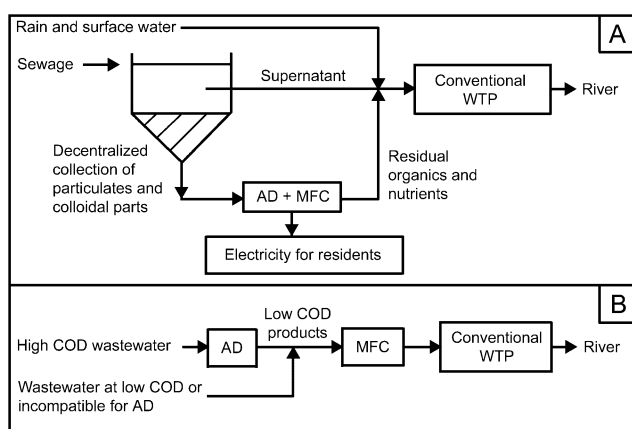 Rain and surface water
A
Sewage
Supernatant
Conventional
WTP
River
Decentralized
collection of
particulates and
colloidal parts
Residual
organics and
nutrients
AD + MFC
Electricity for residents
B
Low COD
products
High COD wastewater
AD
MFC
Conventional
WTP
River
Wastewater at low COD or
incompatible for AD